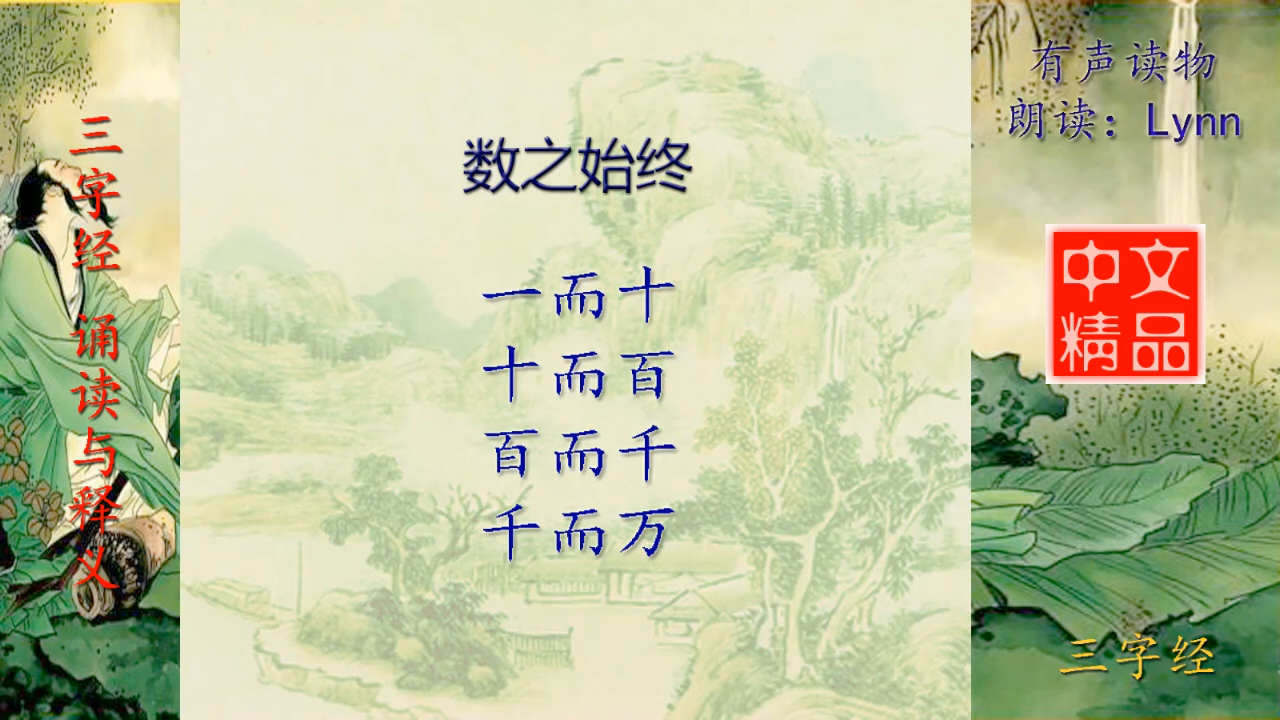 三字经 诵读与释义
数之始终
一而十
十而百
百而千
千而万
有声读物
朗读：Lynn
中文
精品
三字经